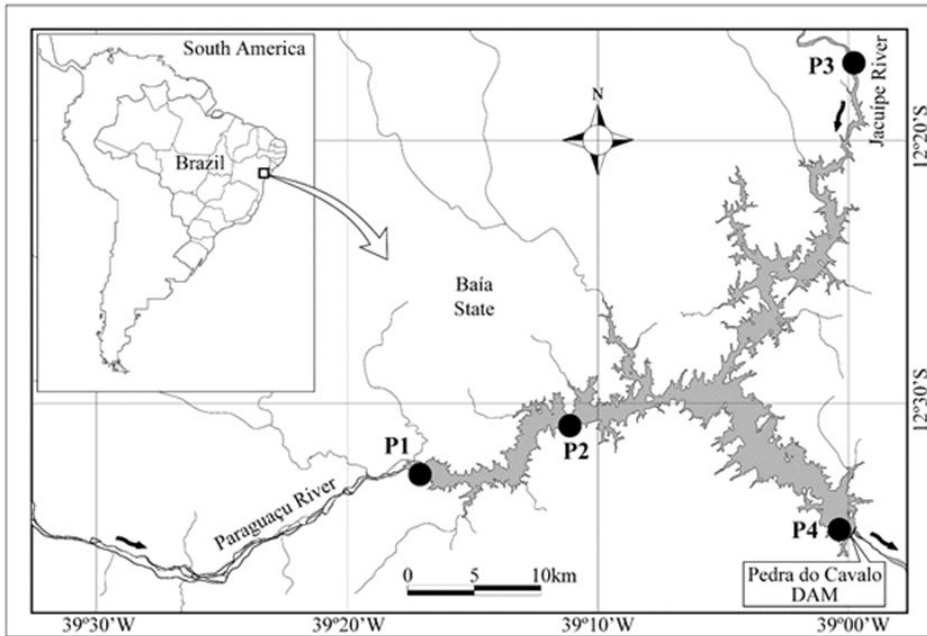 South America
Brazil
N
P3
Jacuípe River
12°20'S
Baía
State
12°30'S
P1
P2
Paraguaçu River
P4
0 5 10km
Pedra do Cavalo
DAM
39°30'W 39°20'W 39°10'W 39°00'W